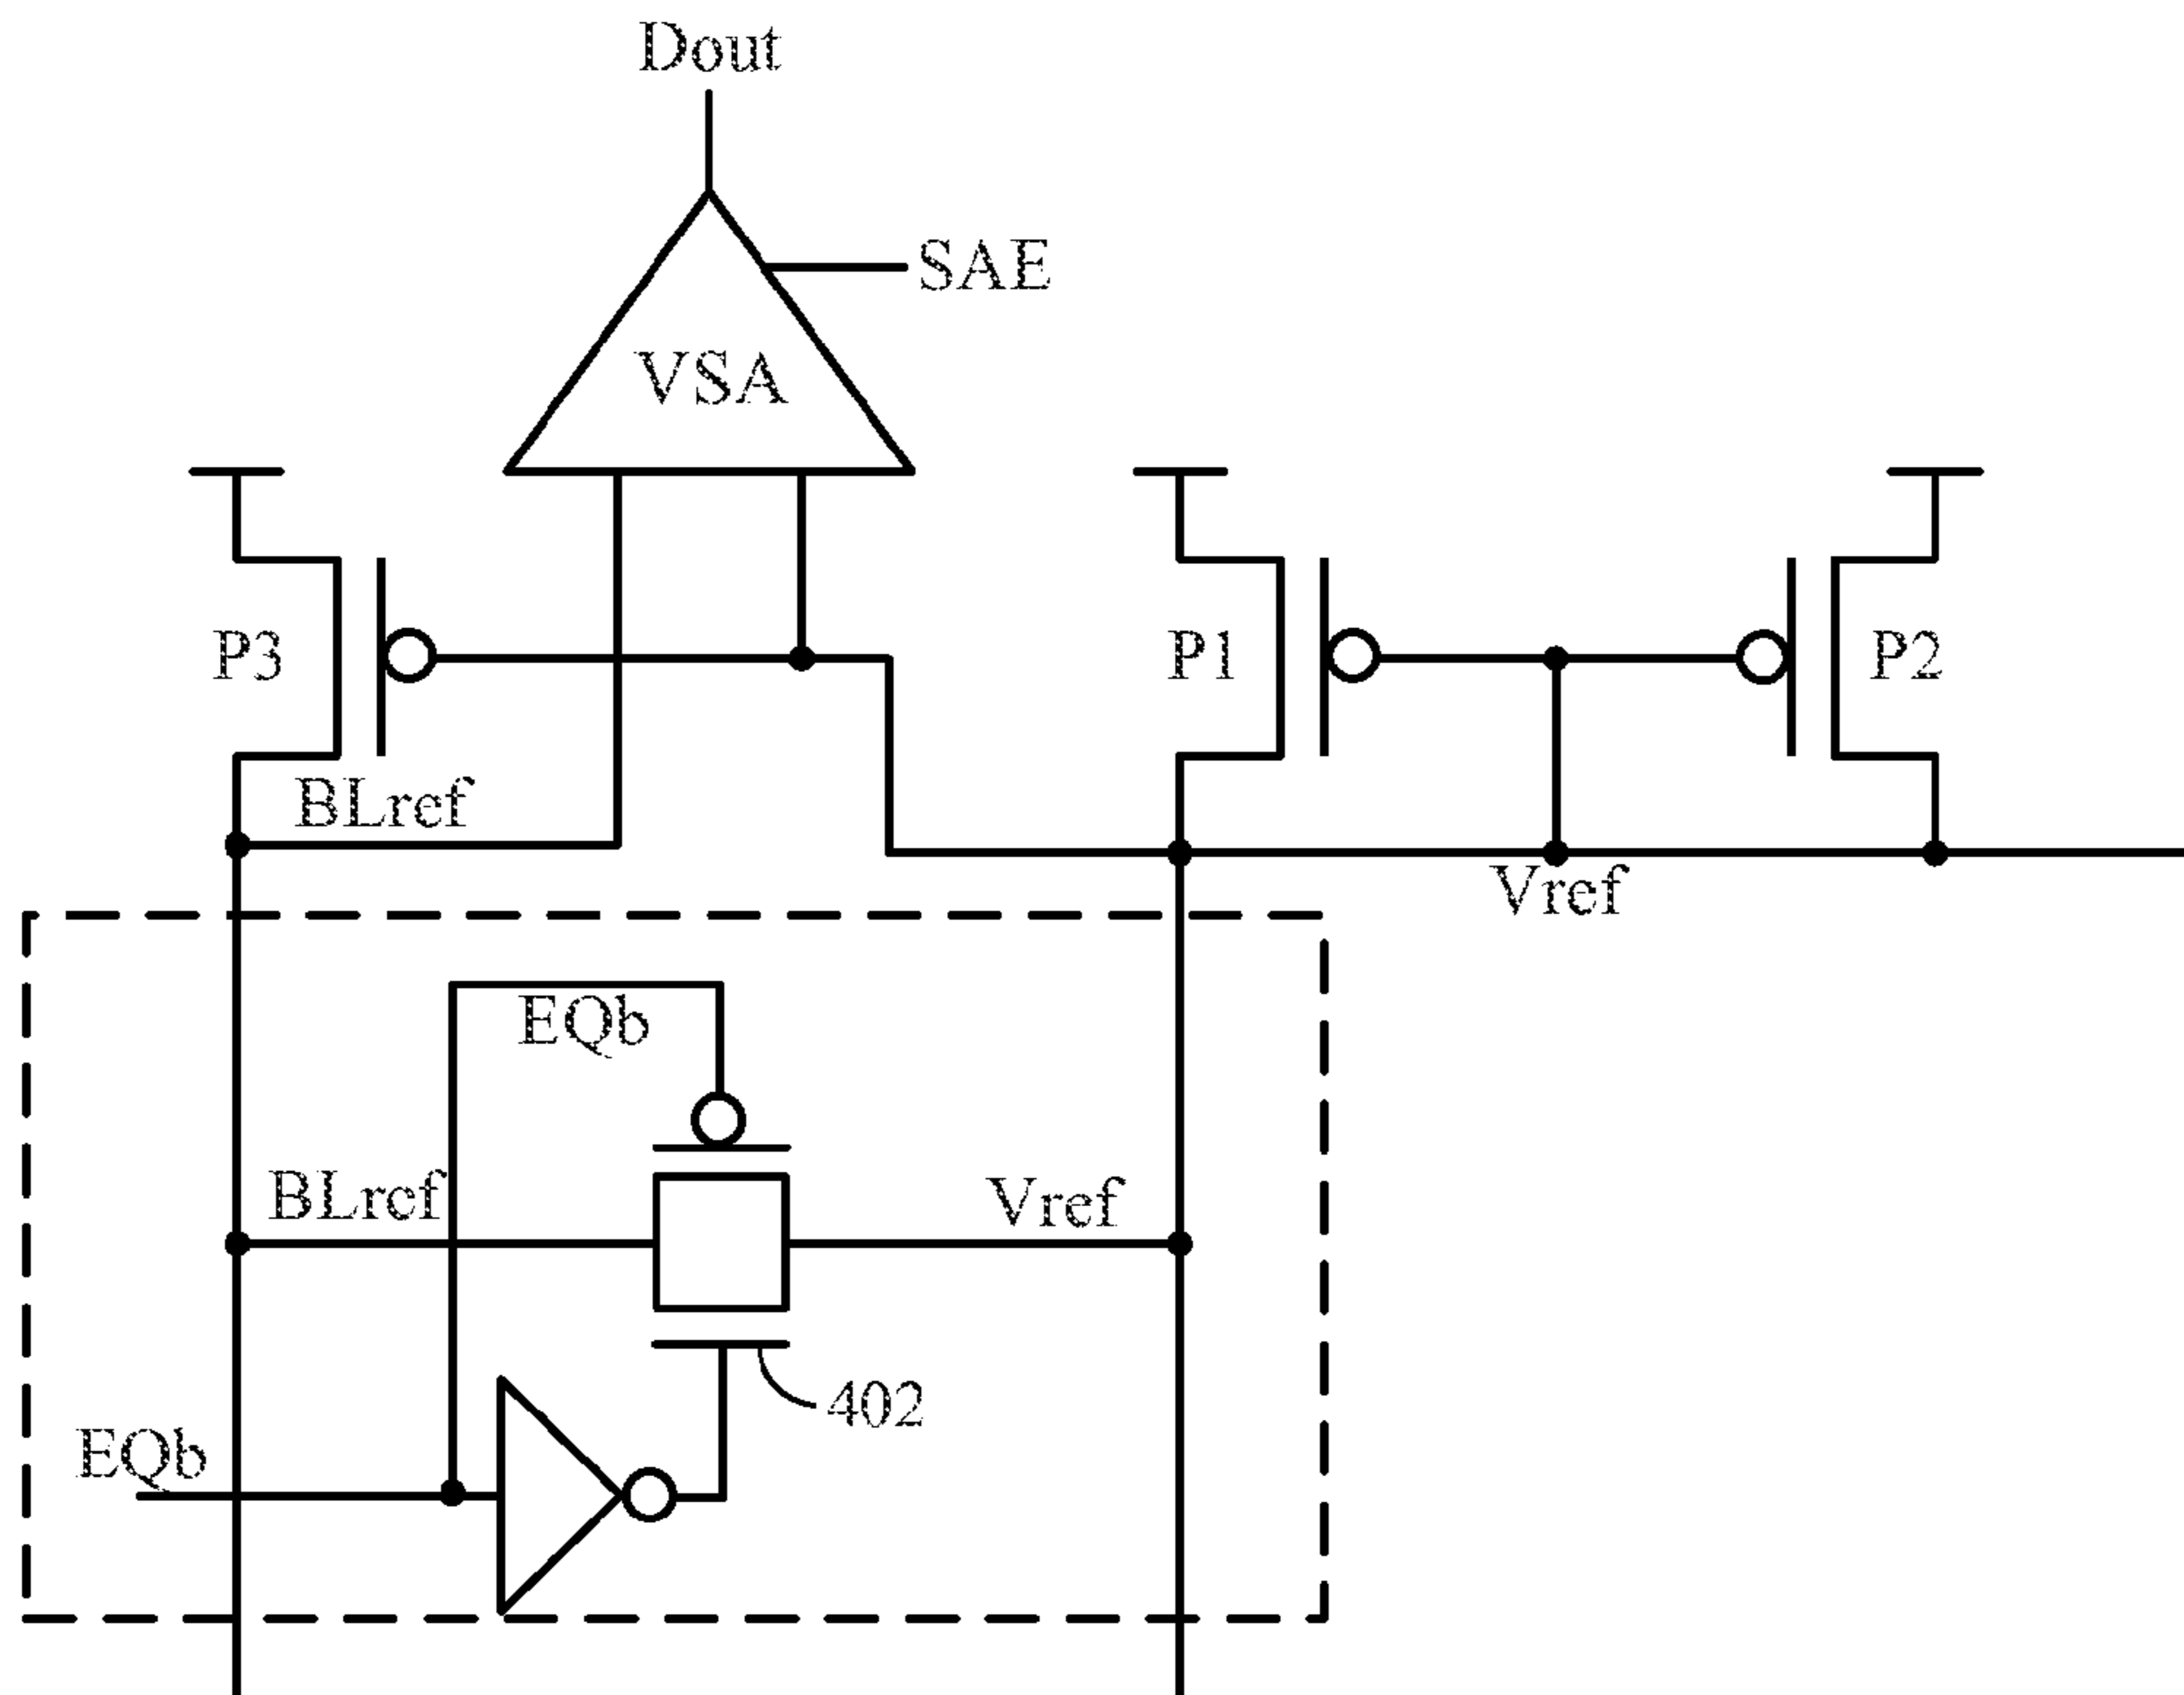 Dout
SAE
VSA
P3
P1
P2
BLref
Vref
EQb
BLref
Vref
402
EQb